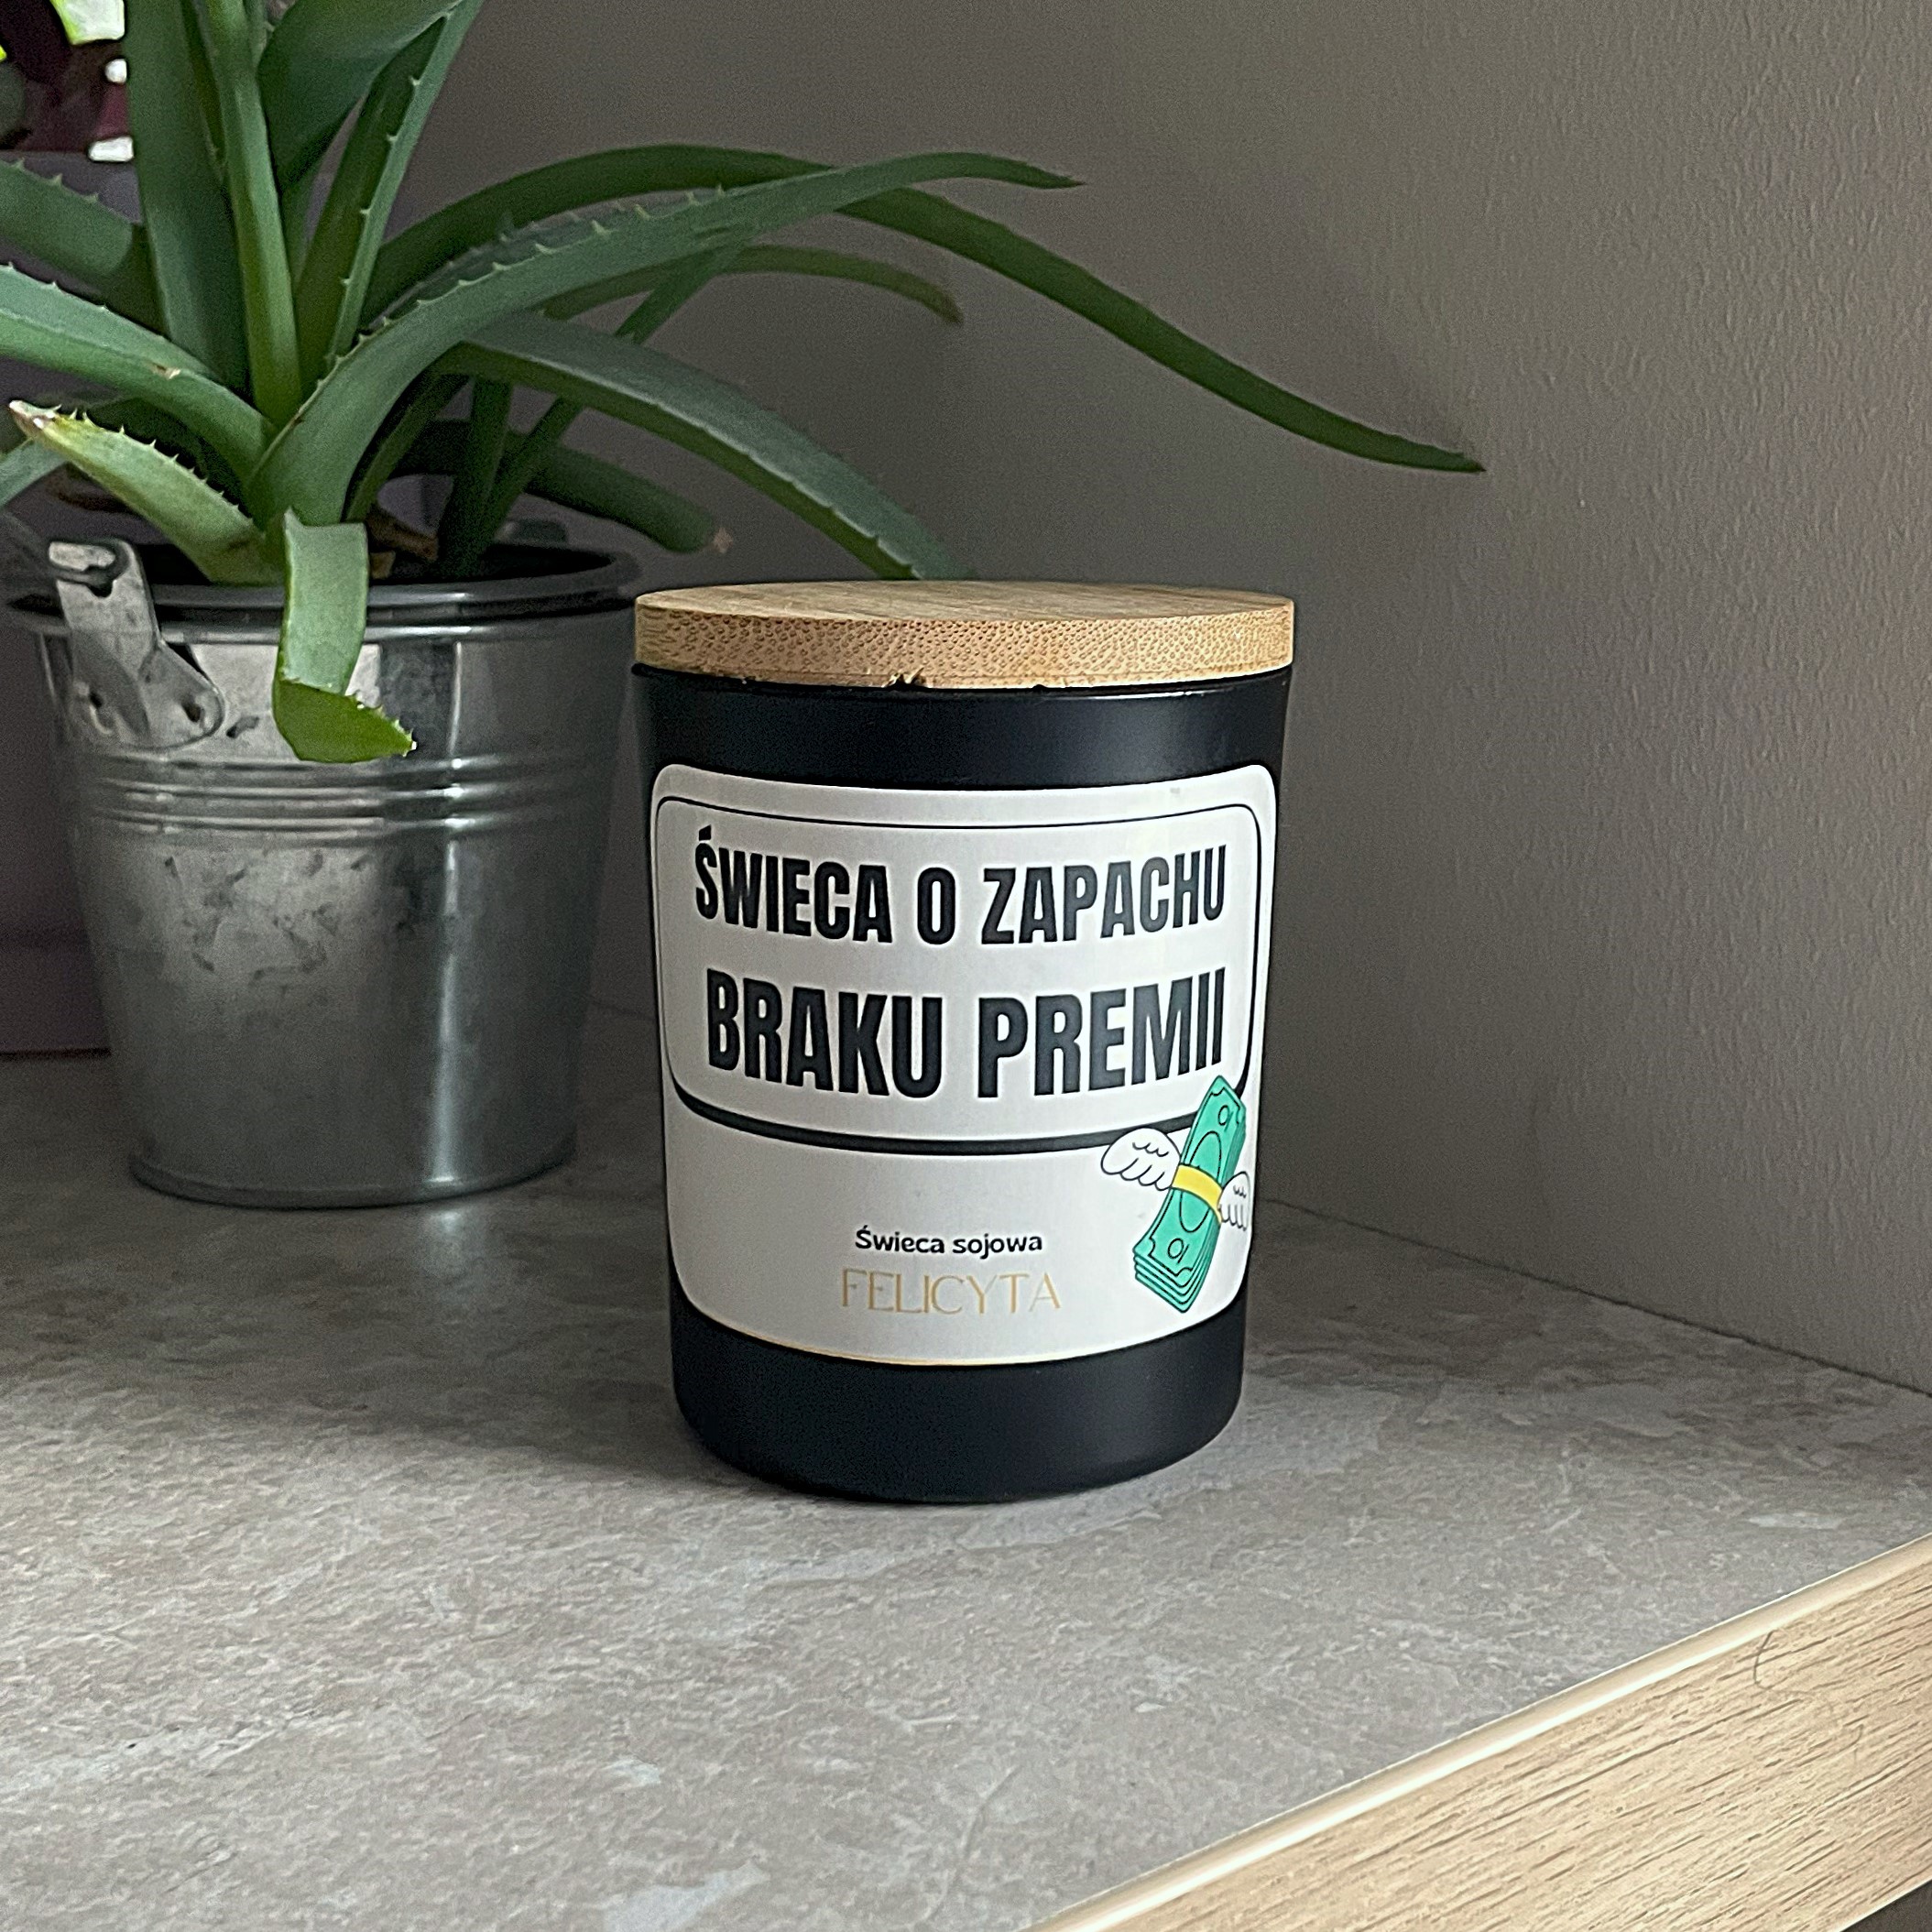 ŚWIECA O ZAPACHU
BRAKU PREMII
Świeca sojowa
FELICYTA